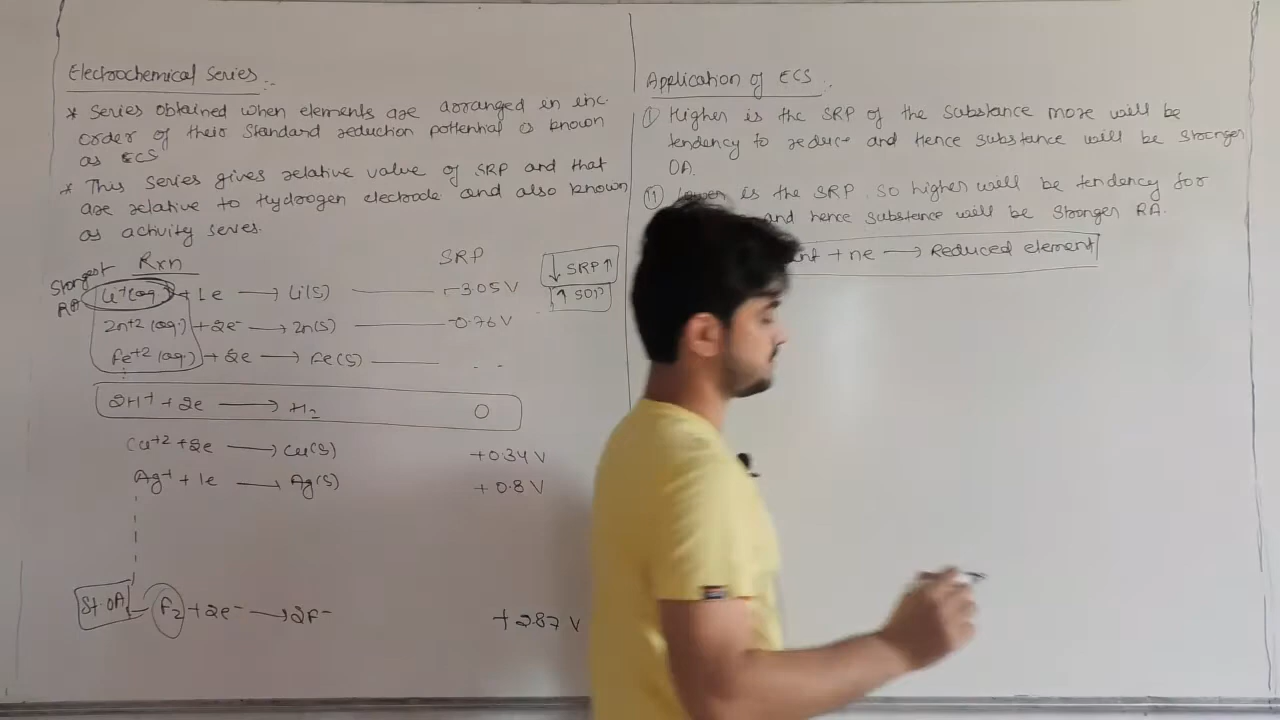 Electrochemical Series :-
* Series obtained when elements are arranged in inc.
order of their standard reduction pottential is known
as ECS
* This series gives relative value of SRP and that
are relative to Hydrogen electrode and also known
as activity series.
Rxn SRP
Strongest
RA
Li+(aq.) + 1e ⟶ Li(s) -3.05 V
Zn+2 (aq.) + 2e- ⟶ Zn(s) -0.76 V
Fe+2 (aq.) + 2e ⟶ Fe(s)
2H+ + 2e ⟶ H2 0
Cu+2 + 2e ⟶ Cu(s) +0.34 V
Ag+ + 1e ⟶ Ag(s) +0.8 V
St. OA F2 + 2e- ⟶ 2F- +2.87 V
↓ SRP ↑
↑ SOP
Application of ECS :
(I) Higher is the SRP of the substance more will be
tendency to reduce and Hence substance will be stronger
OA.
(II) Lower is the SRP, so higher will be tendency for
and hence substance will be stronger RA.
+ ne ⟶ Reduced element